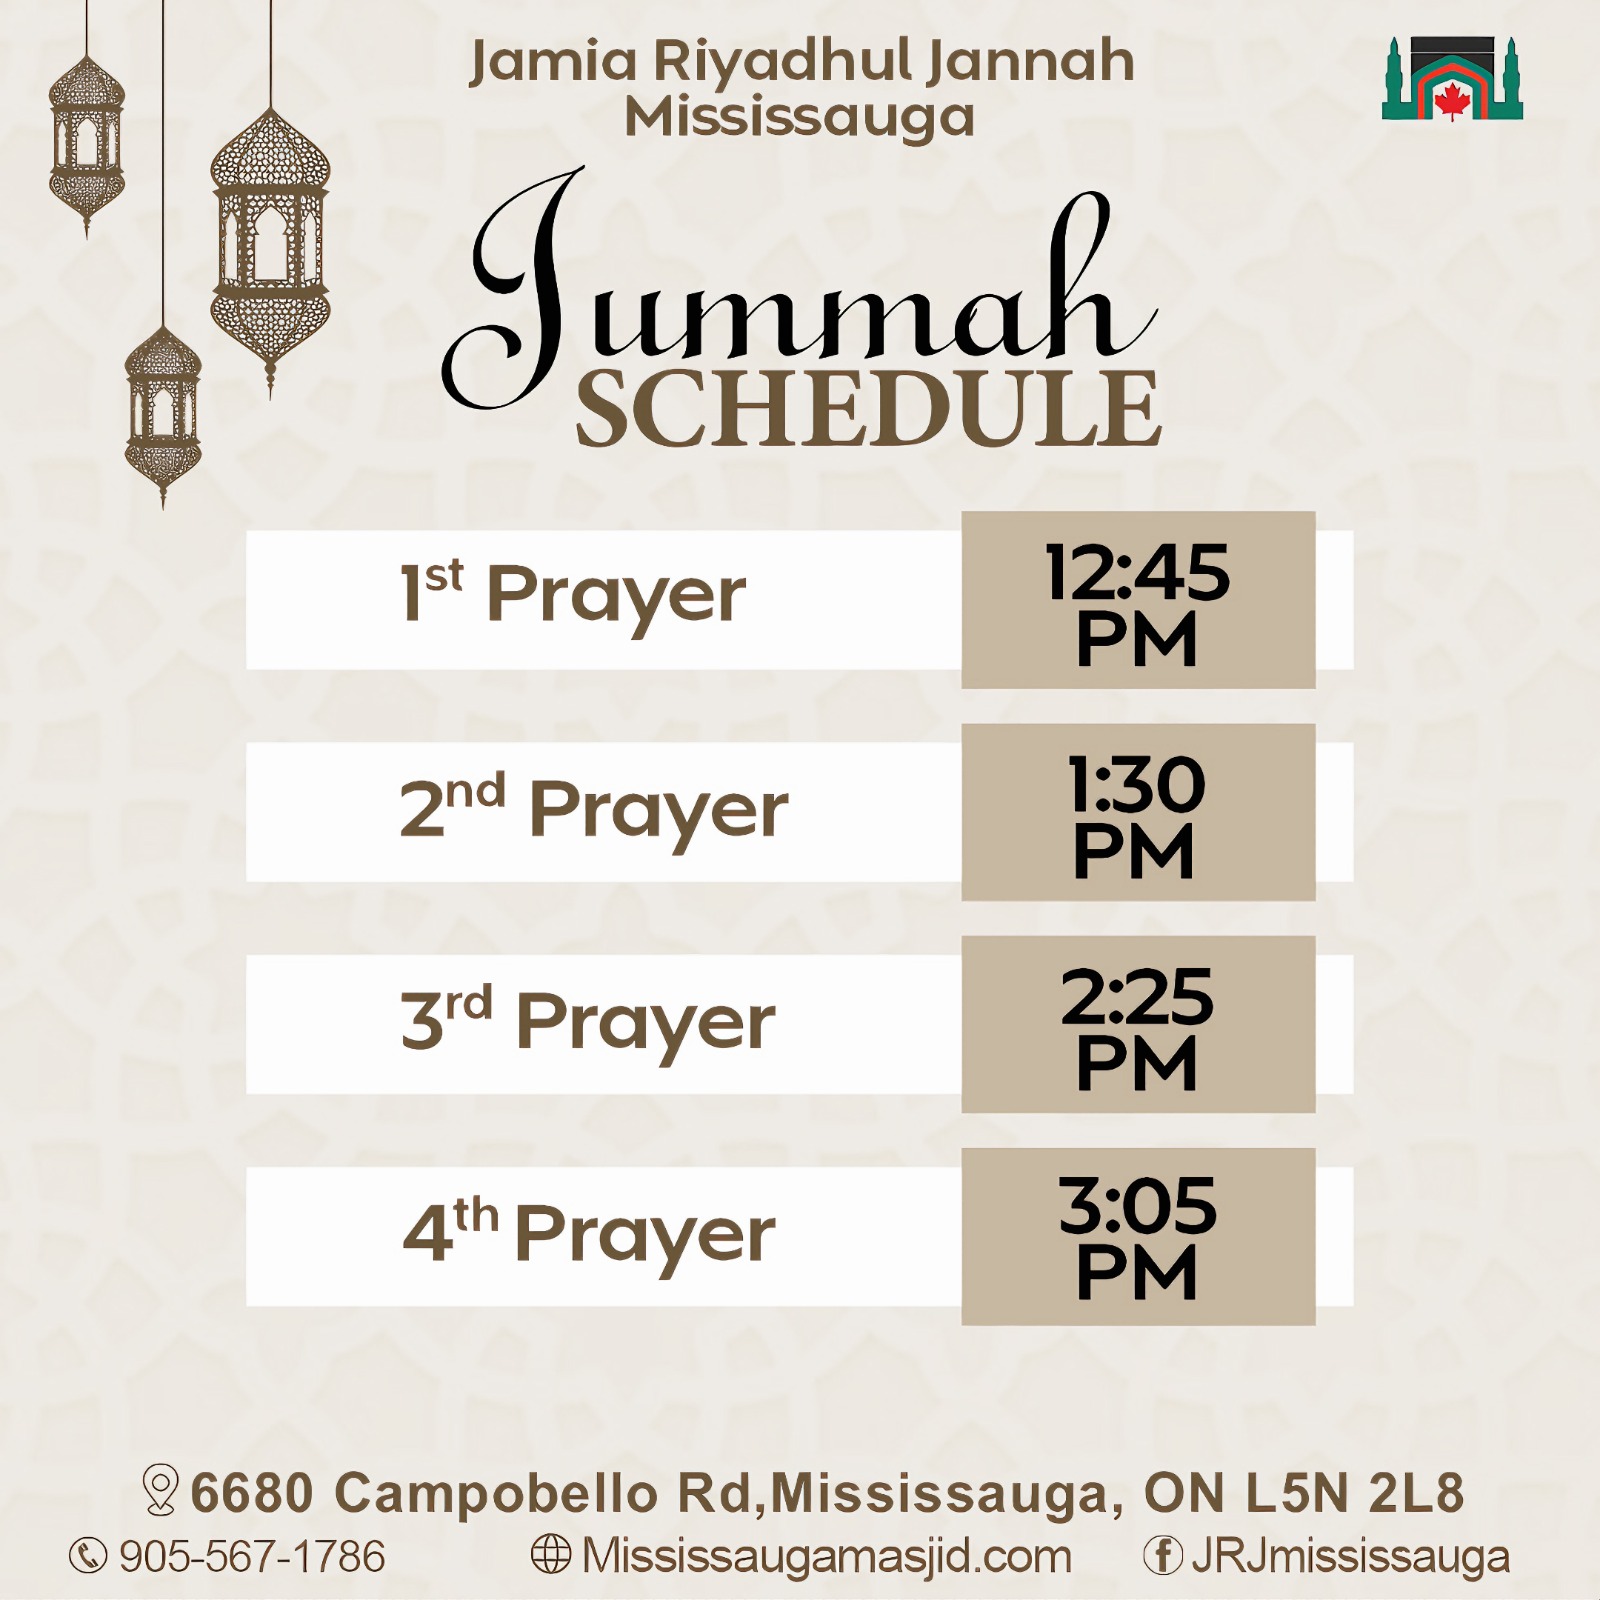 Jamia Riyadhul Jannah
Mississauga
Jummah
SCHEDULE
1st Prayer
12:45
PM
2nd Prayer
1:30
PM
3rd Prayer
2:25
PM
4th Prayer
3:05
PM
6680 Campobello Rd,Mississauga, ON L5N 2L8
905-567-1786 Mississaugamasjid.com JRJmississauga